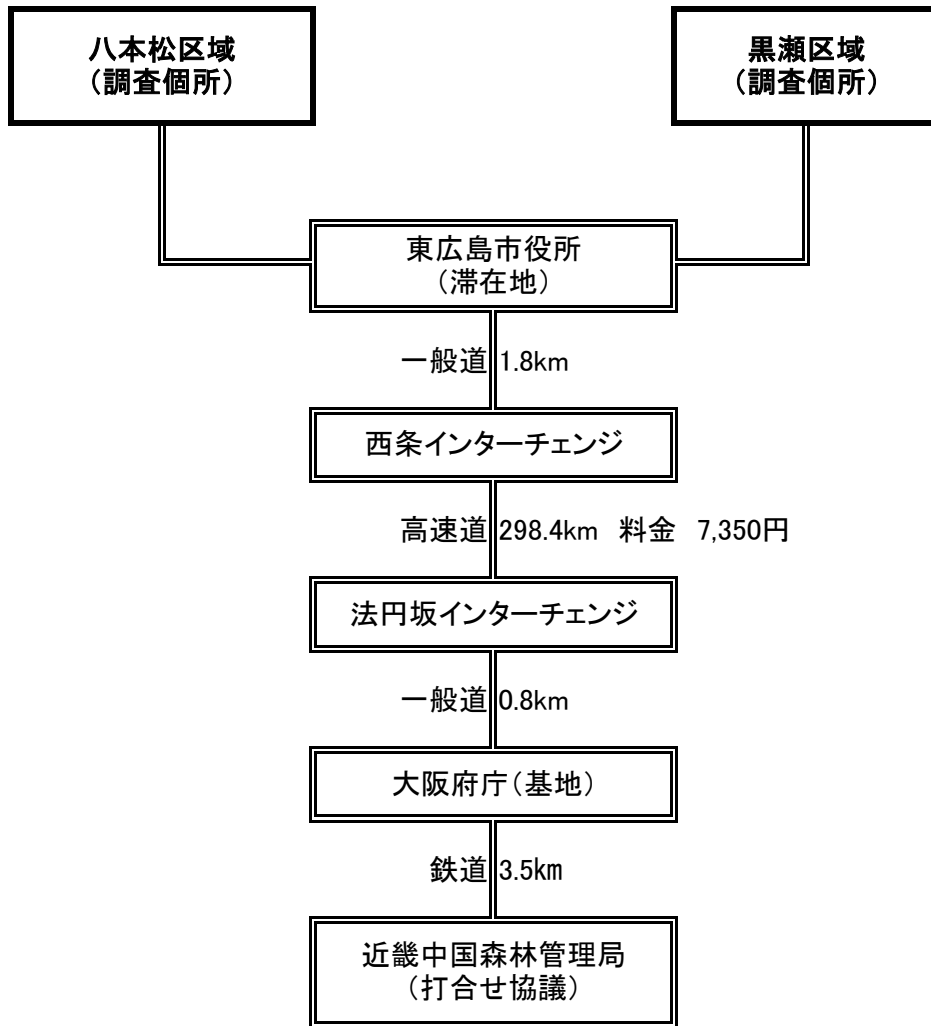 八本松区域
（調査個所）
黒瀬区域
（調査個所）
東広島市役所
（滞在地）
一般道 1.8km
西条インターチェンジ
高速道 298.4km 料金 7,350円
法円坂インターチェンジ
一般道 0.8km
大阪府庁（基地）
鉄道 3.5km
近畿中国森林管理局
（打合せ協議）